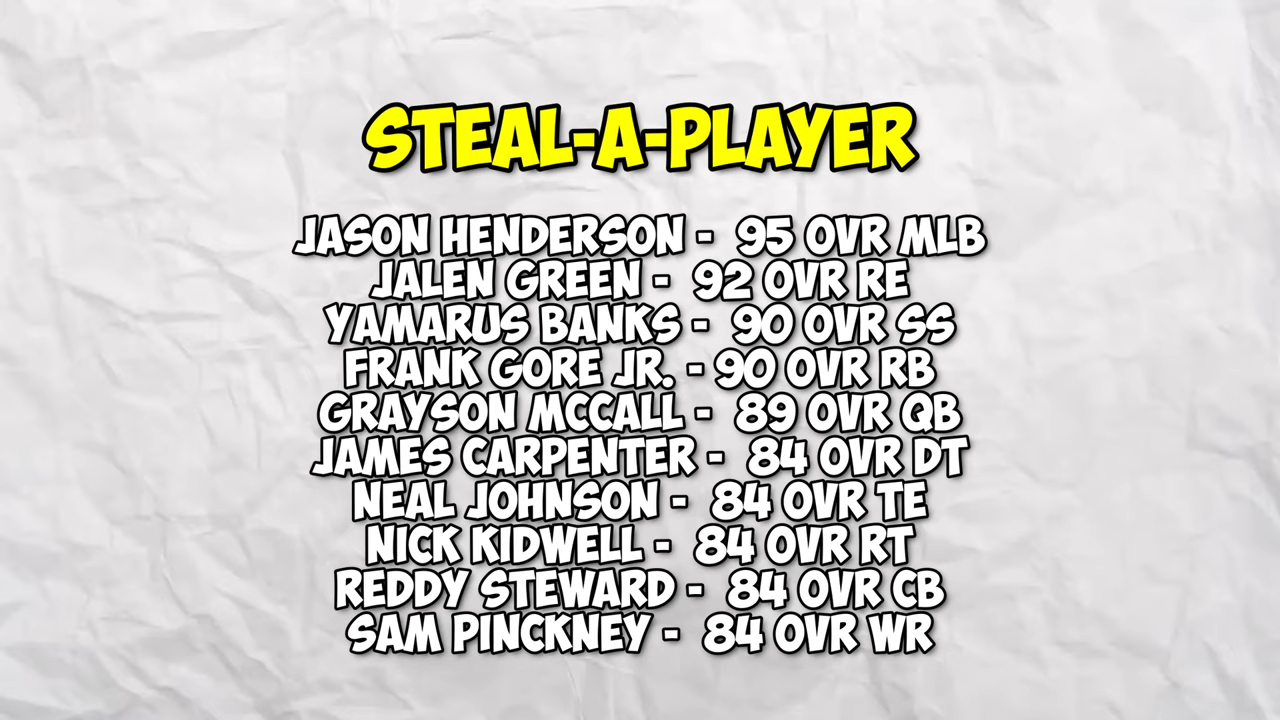 STEAL-A-PLAYER
JASON HENDERSON - 95 OVR MLB
JALEN GREEN - 92 OVR RE
YAMARUS BANKS - 90 OVR SS
FRANK GORE JR. - 90 OVR RB
GRAYSON MCCALL - 89 OVR QB
JAMES CARPENTER - 84 OVR DT
NEAL JOHNSON - 84 OVR TE
NICK KIDWELL - 84 OVR RT
REDDY STEWARD - 84 OVR CB
SAM PINCKNEY - 84 OVR WR